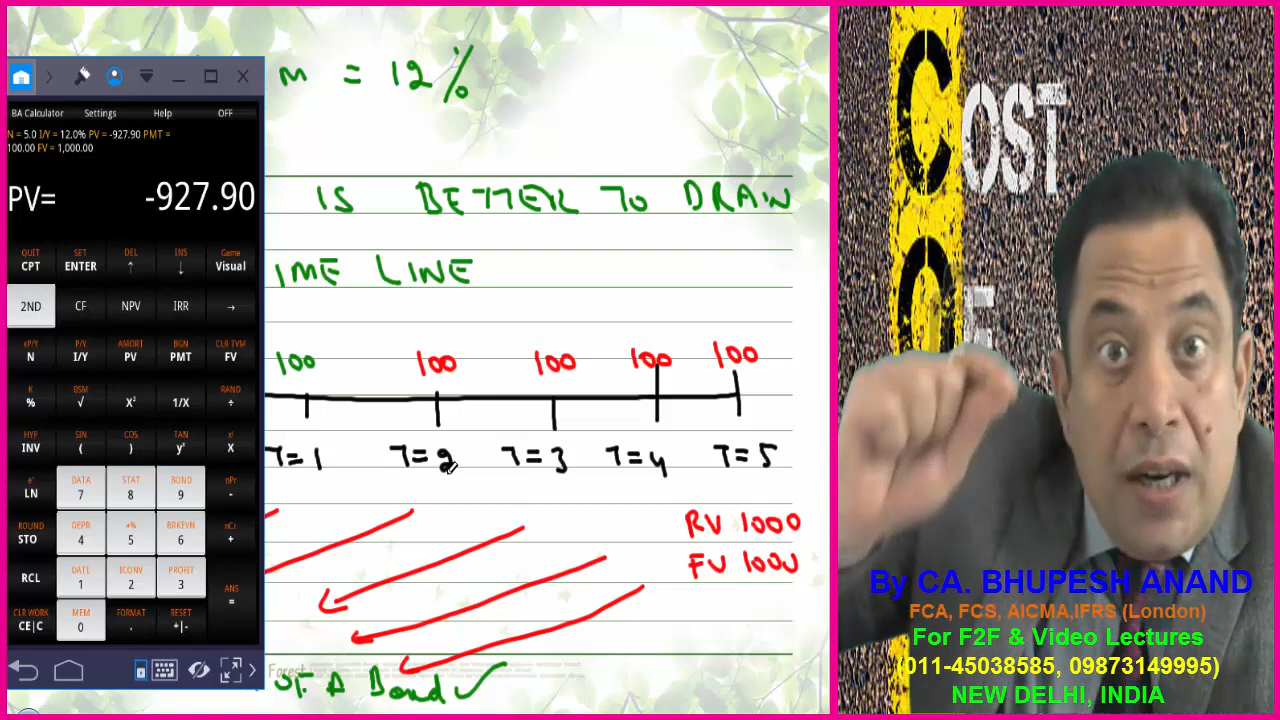 m = 12%
IS BETTER TO DRAW
IME LINE
100 100 100 100 100
T=1 T=2 T=3 T=4 T=5
RV 1000
FV 1000
OF A Bond ✓
Forest
BA Calculator Settings Help OFF
N = 5.0 I/Y = 12.0% PV = -927.90 PMT =
100.00 FV = 1,000.00
PV= -927.90
QUIT SET DEL INS Game
CPT ENTER ↑ ↓ Visual
2ND CF NPV IRR →
xP/Y P/Y AMORT BGN CLR TVM
N I/Y PV PMT FV
K BSM RAND
% √ X² 1/X ÷
HYP SIN COS TAN x!
INV ( ) yˣ X
eˣ DATA STAT BOND nPr
LN 7 8 9 -
ROUND DEPR Δ% BRKEVN nCr
STO 4 5 6 +
DATE ICONV PROFIT ANS
RCL 1 2 3 =
CLR WORK MEM FORMAT RESET
CE|C 0 . +|-
COST
OF
By CA. BHUPESH ANAND
FCA, FCS, AICMA,IFRS (London)
For F2F & Video Lectures
(011-45038585, 09873149995)
NEW DELHI, INDIA